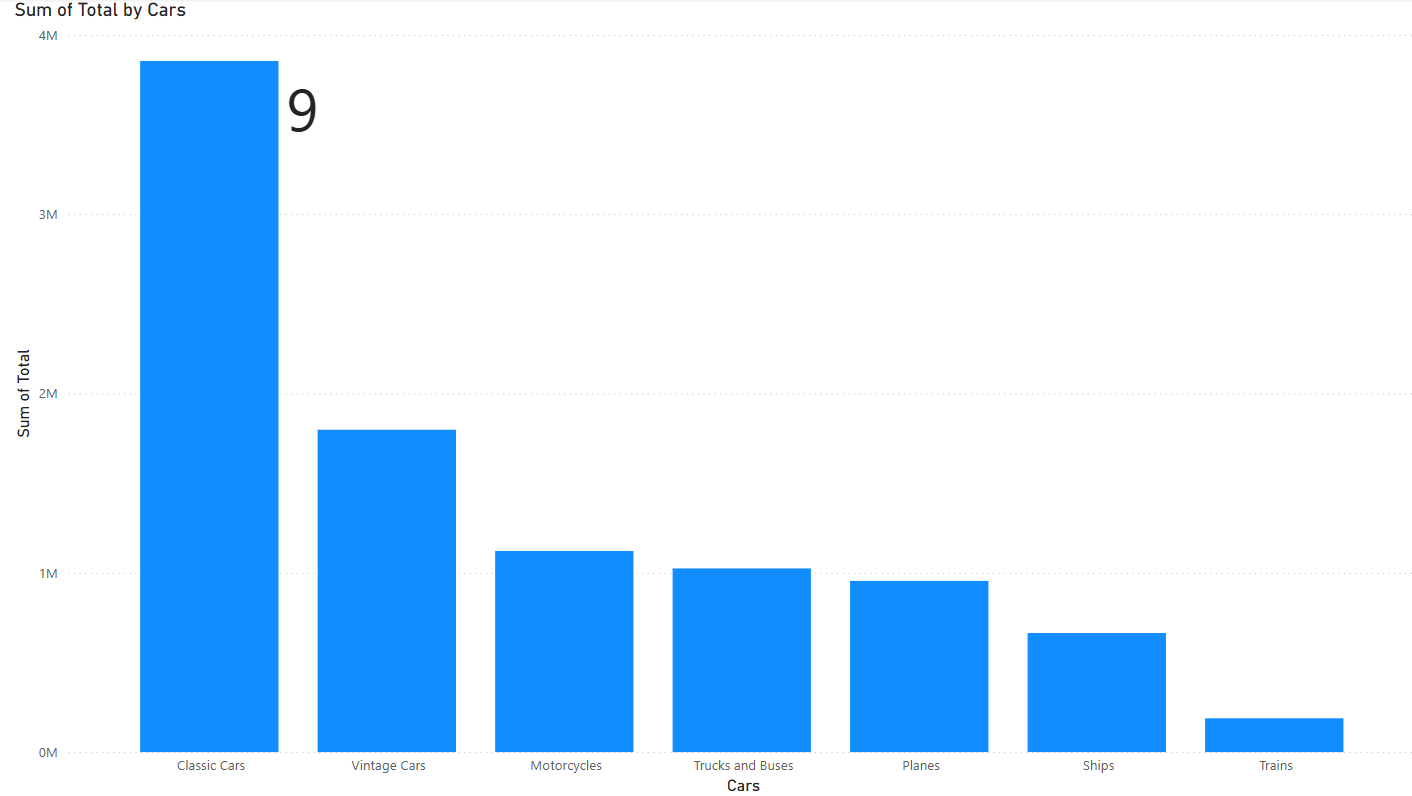 Sum of Total by Cars
4M
9
3M
Sum of Total
2M
1M
0M
Classic Cars
Vintage Cars
Motorcycles
Trucks and Buses
Planes
Ships
Trains
Cars